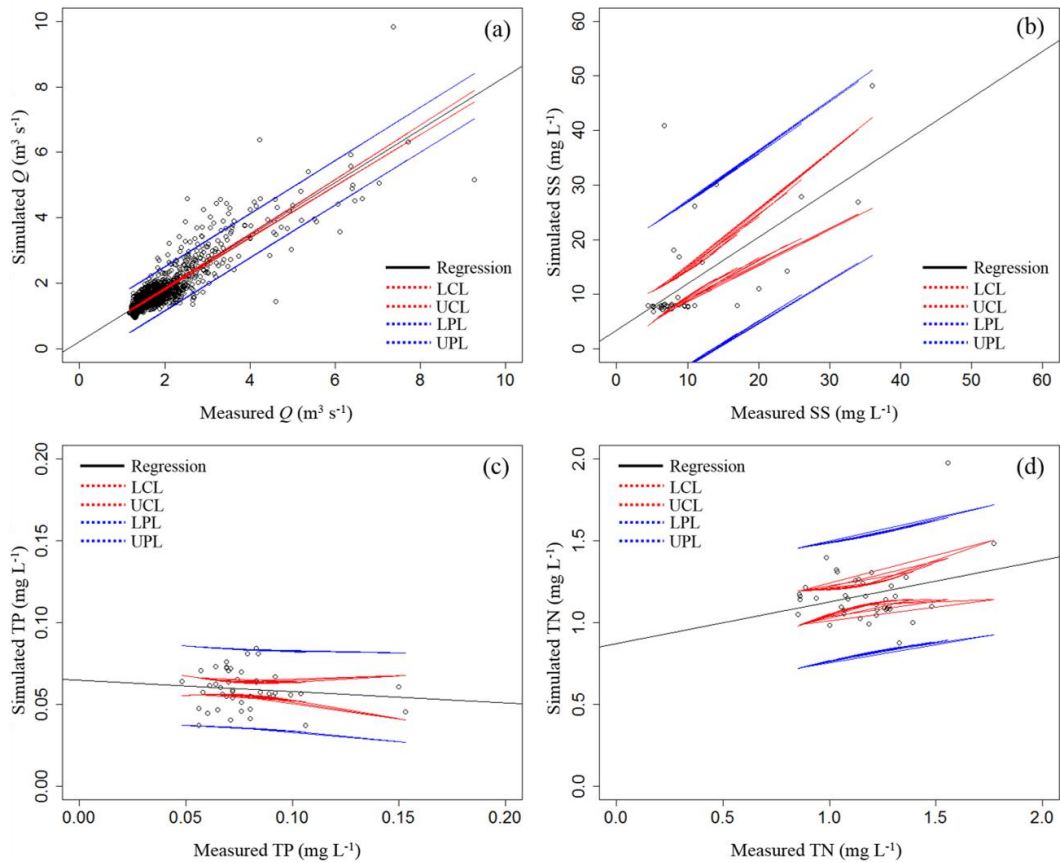 (a)
Simulated Q (m³ s⁻¹)
10
8
6
4
2
0
Regression
LCL
UCL
LPL
UPL
0 2 4 6 8 10
Measured Q (m³ s⁻¹)
(b)
Simulated SS (mg L⁻¹)
60
50
40
30
20
10
0
Regression
LCL
UCL
LPL
UPL
0 10 20 30 40 50 60
Measured SS (mg L⁻¹)
(c)
Simulated TP (mg L⁻¹)
0.20
0.15
0.10
0.05
0.00
Regression
LCL
UCL
LPL
UPL
0.00 0.05 0.10 0.15 0.20
Measured TP (mg L⁻¹)
(d)
Simulated TN (mg L⁻¹)
2.0
1.5
1.0
0.5
0.0
Regression
LCL
UCL
LPL
UPL
0.0 0.5 1.0 1.5 2.0
Measured TN (mg L⁻¹)